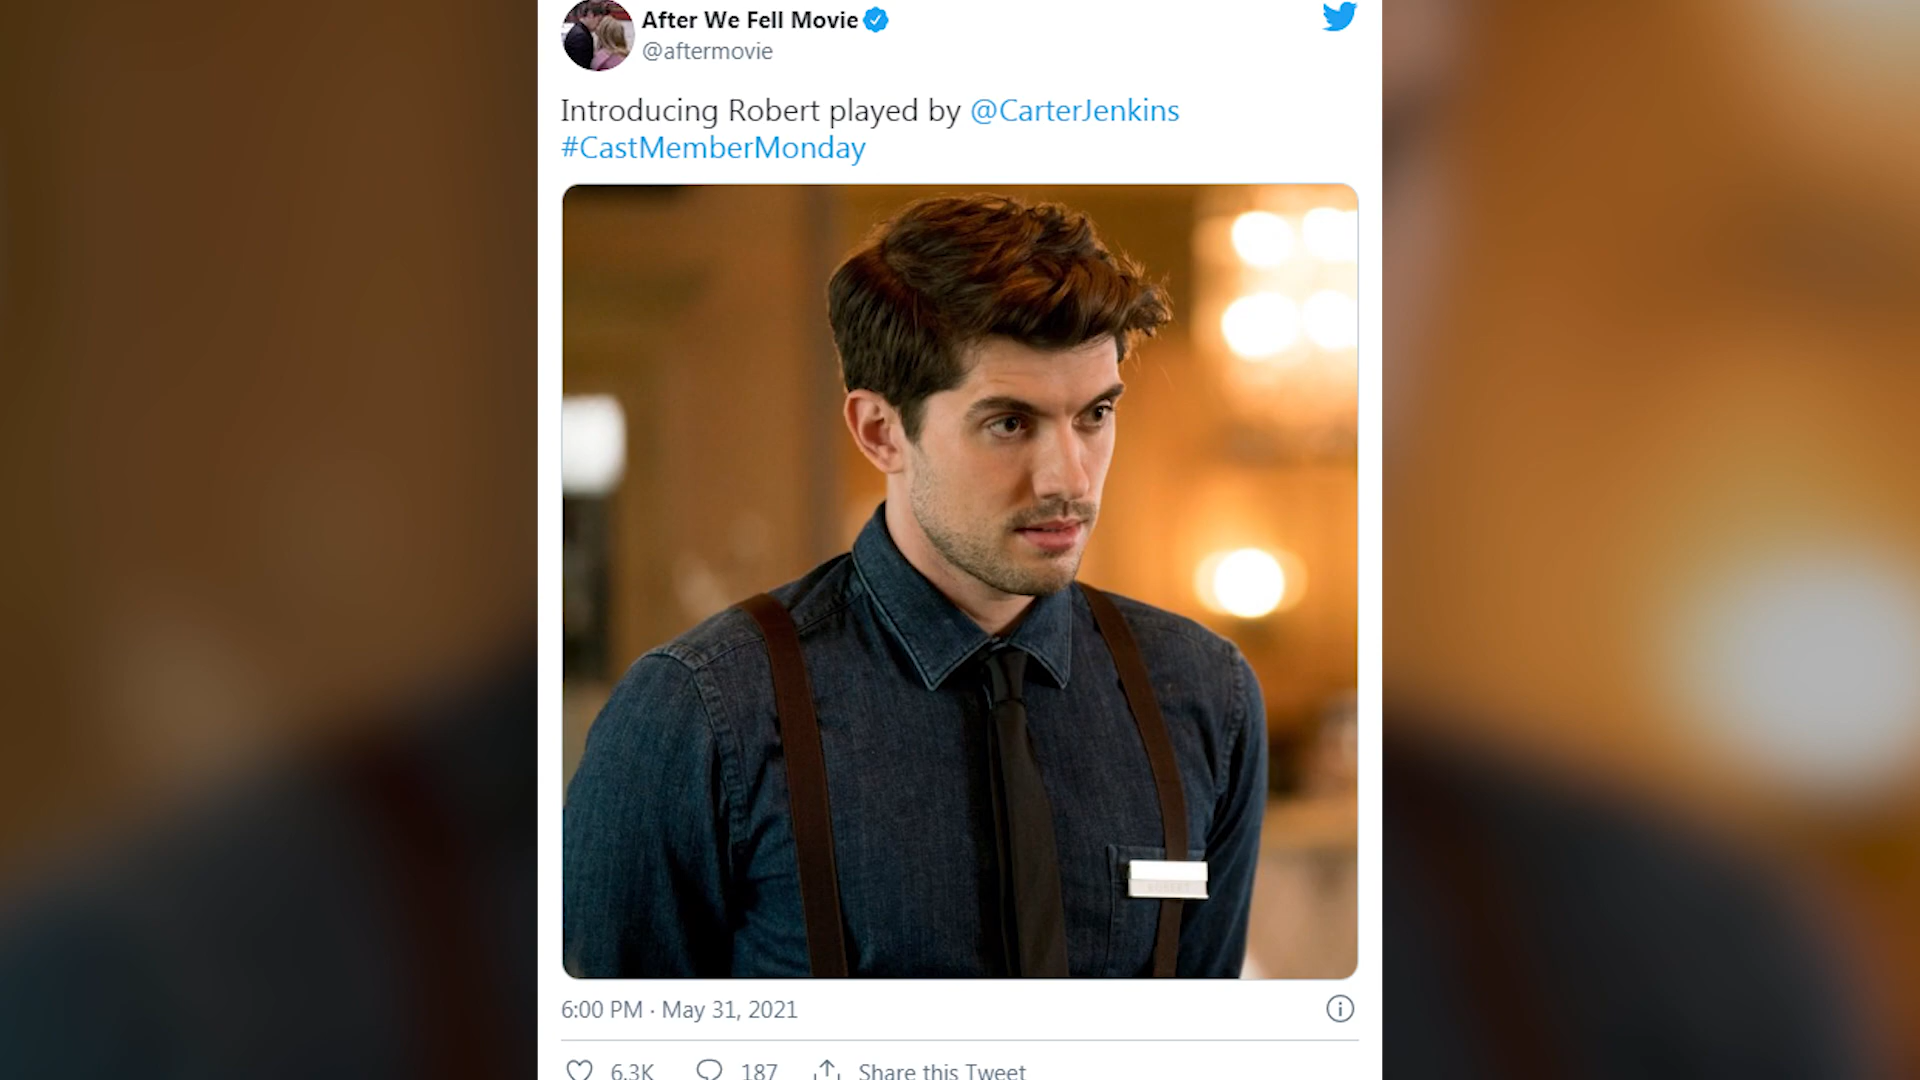 After We Fell Movie
@aftermovie
Introducing Robert played by @CarterJenkins
#CastMemberMonday
6:00 PM · May 31, 2021
6.3K 187 Share this Tweet